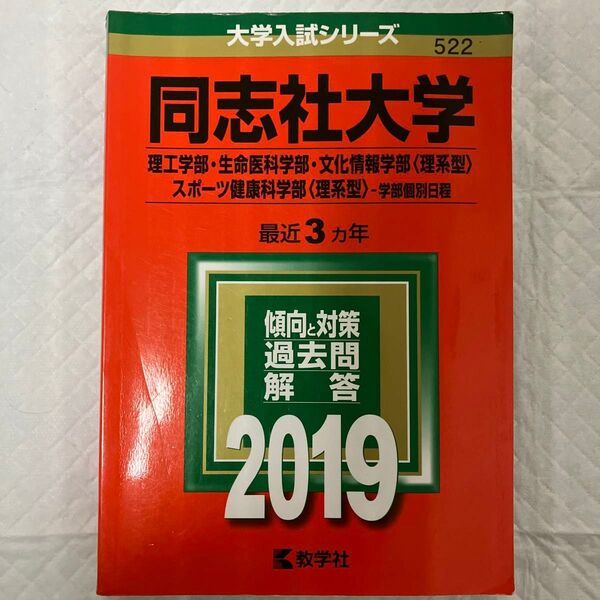 大学入試シリーズ
522
同志社大学
理工学部・生命医科学部・文化情報学部〈理系型〉
スポーツ健康科学部〈理系型〉-学部個別日程
最近3ヵ年
傾向と対策
過去問
解答
2019
教学社